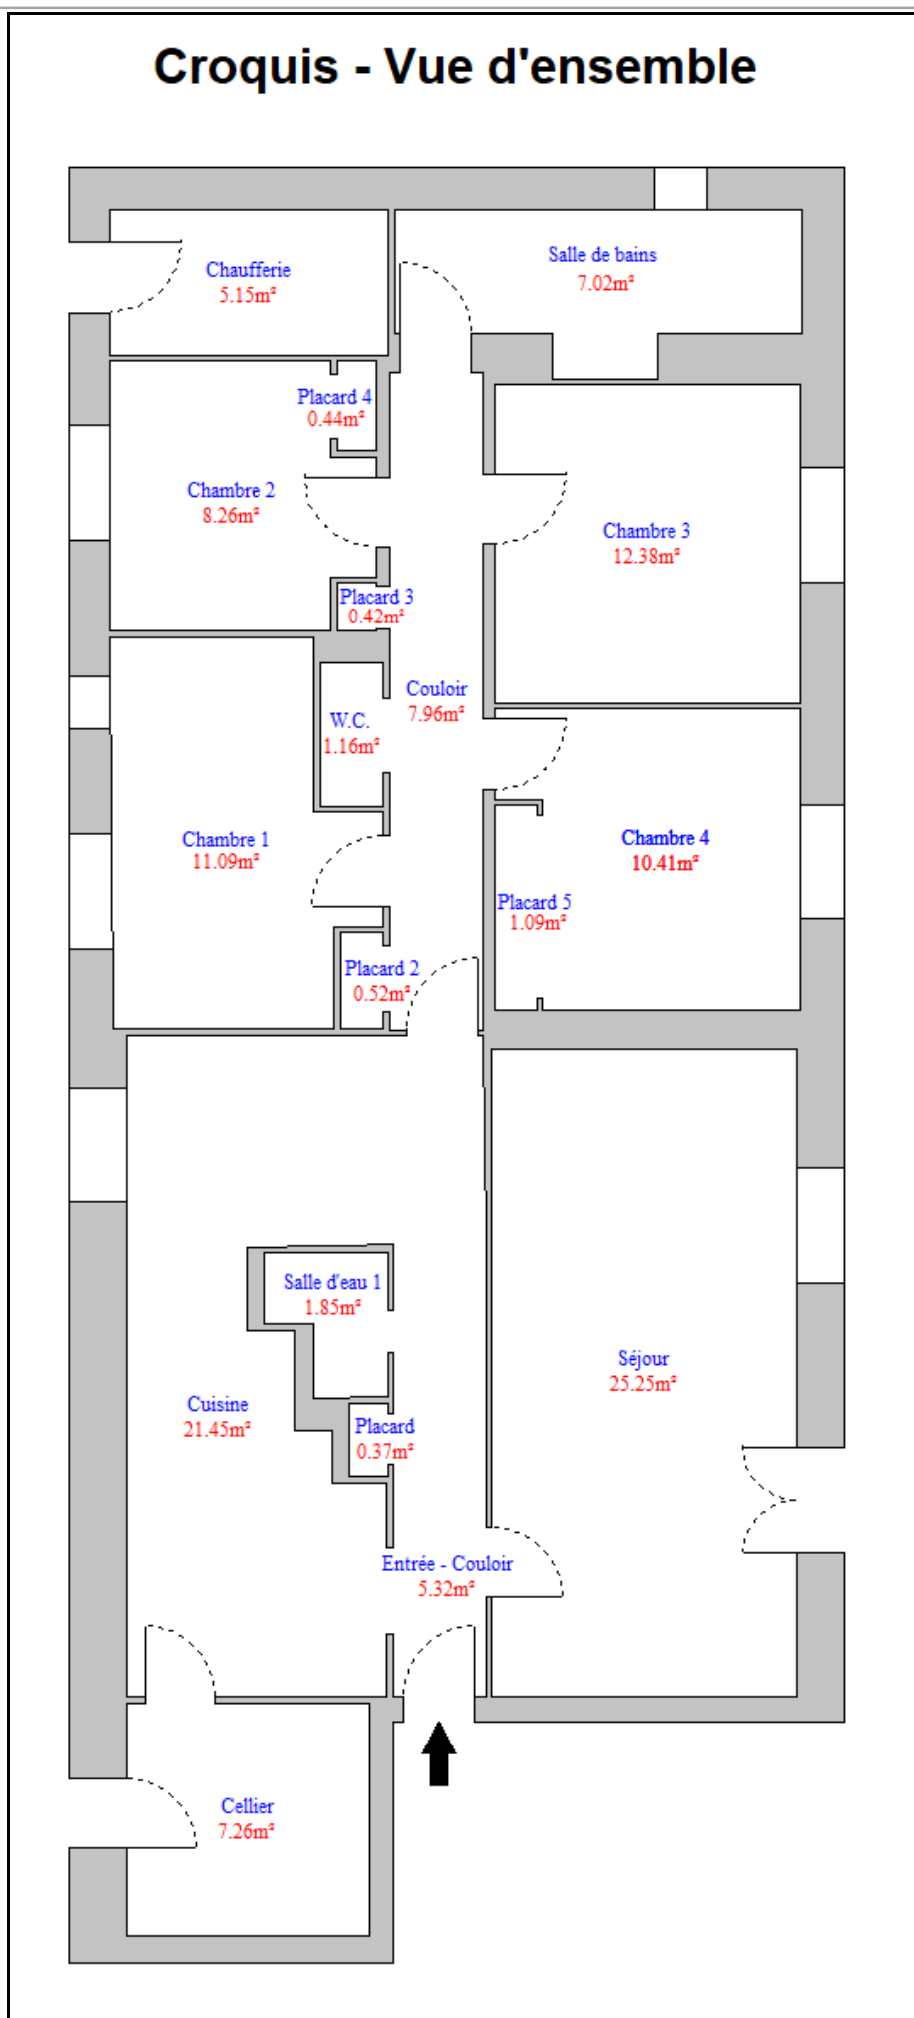 Croquis - Vue d'ensemble
Chaufferie
5.15m²
Salle de bains
7.02m²
Placard 4
0.44m²
Chambre 2
8.26m²
Chambre 3
12.38m²
Placard 3
0.42m²
Couloir
7.96m²
W.C.
1.16m²
Chambre 1
11.09m²
Chambre 4
10.41m²
Placard 5
1.09m²
Placard 2
0.52m²
Salle d'eau 1
1.85m²
Séjour
25.25m²
Cuisine
21.45m²
Placard
0.37m²
Entrée - Couloir
5.32m²
Cellier
7.26m²